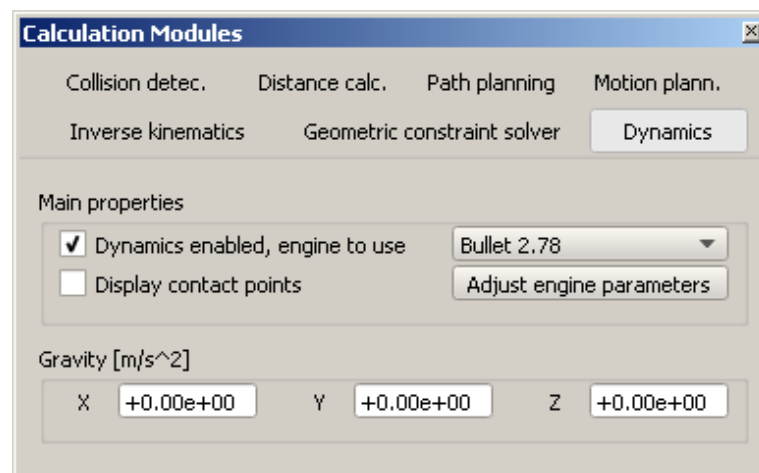 Calculation Modules
Collision detec. Distance calc. Path planning Motion plann.
Inverse kinematics Geometric constraint solver Dynamics
Main properties
Dynamics enabled, engine to use Bullet 2.78
Display contact points Adjust engine parameters
Gravity [m/s^2]
X +0.00e+00 Y +0.00e+00 Z +0.00e+00